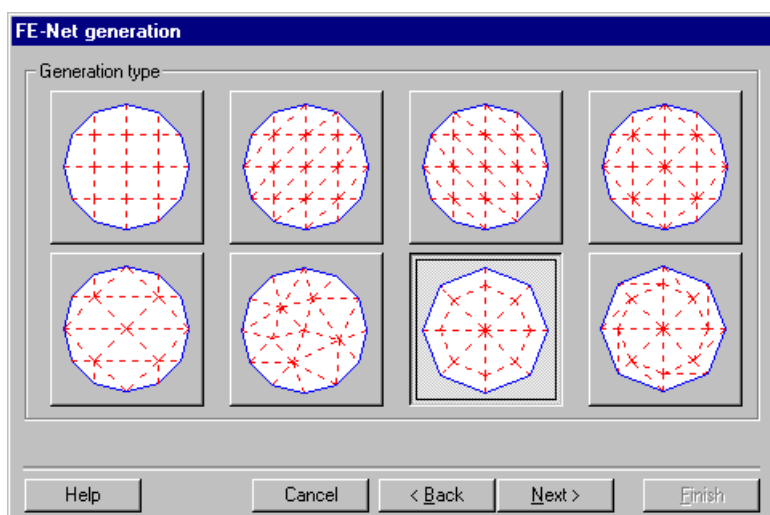 FE-Net generation
Generation type
Help
Cancel
< Back
Next >
Finish